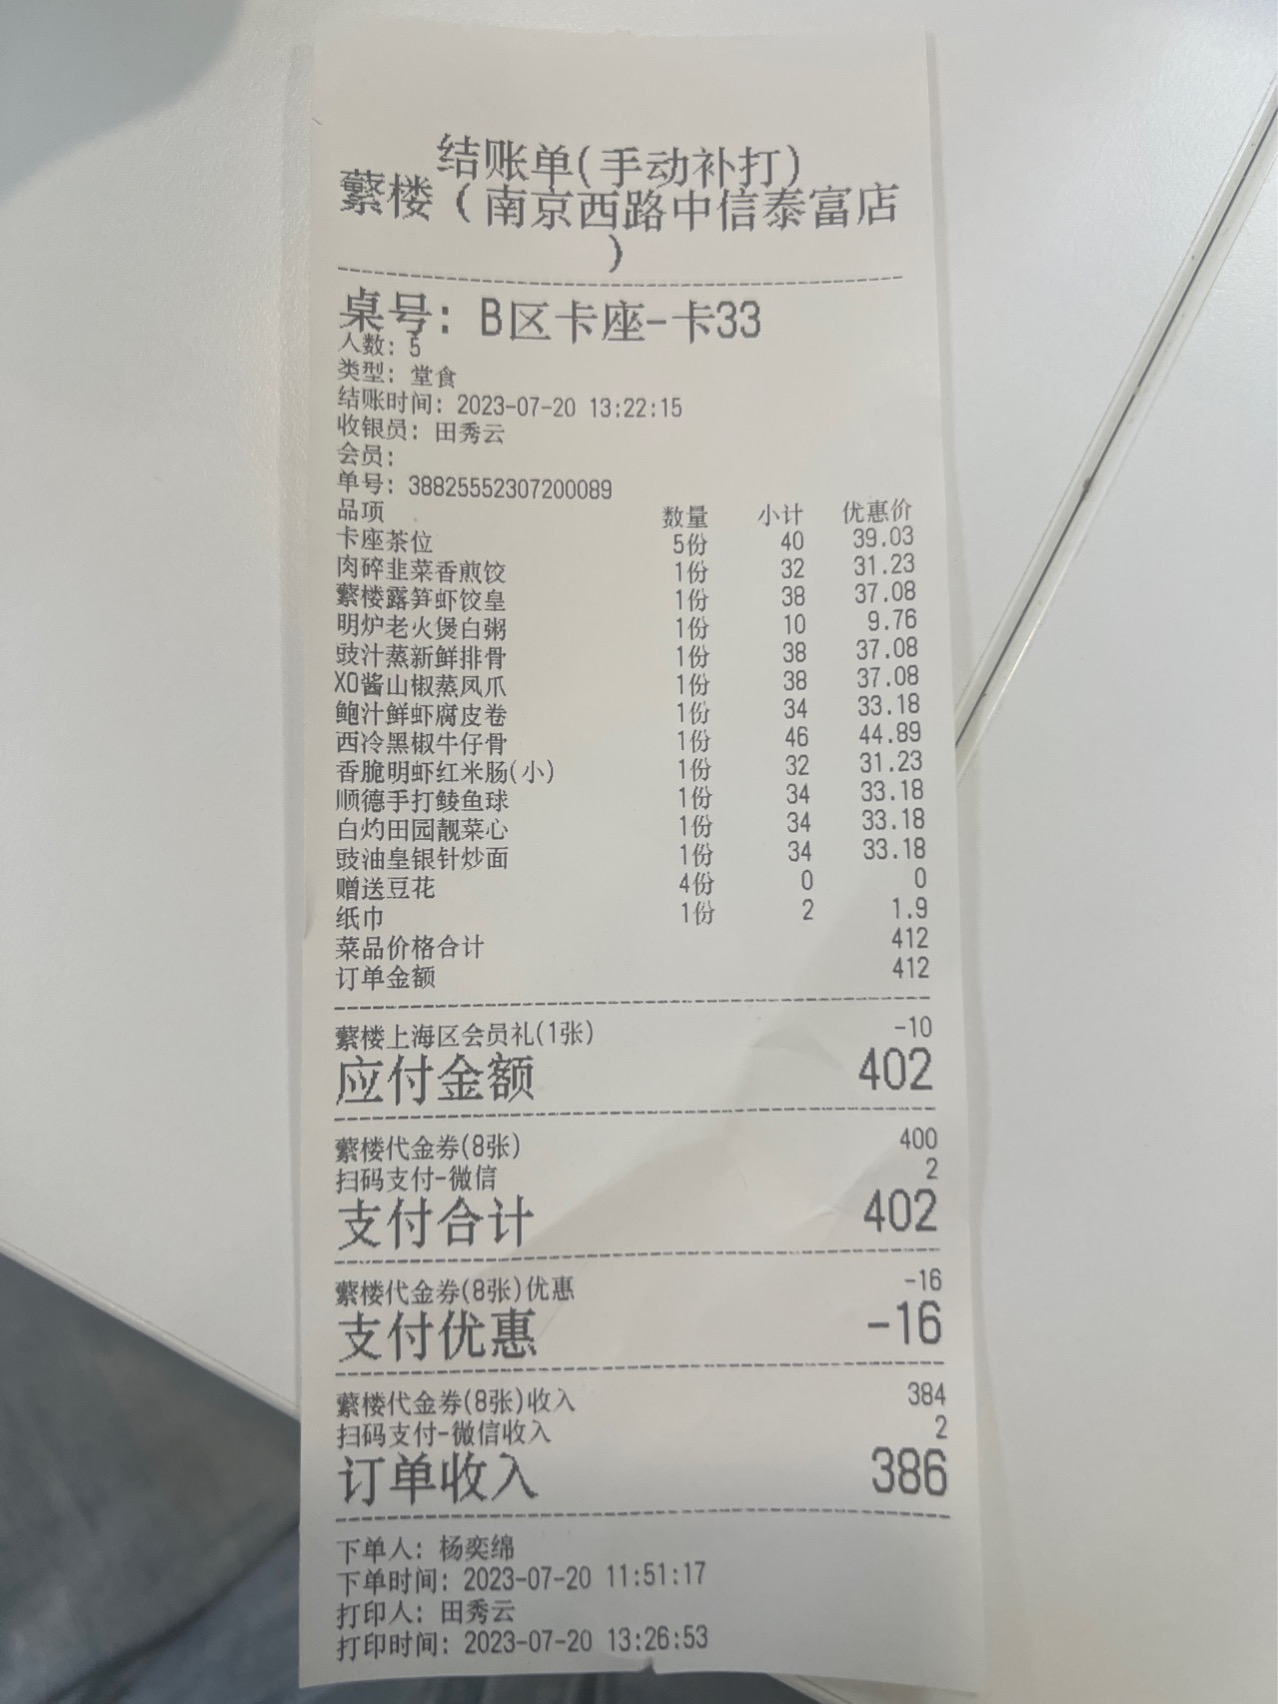 结账单(手动补打)
蘩楼（南京西路中信泰富店
）
桌号: B区卡座-卡33
人数: 5
类型: 堂食
结账时间: 2023-07-20 13:22:15
收银员: 田秀云
会员:
单号: 38825552307200089
品项 数量 小计 优惠价
卡座茶位 5份 40 39.03
肉碎韭菜香煎饺 1份 32 31.23
蘩楼露笋虾饺皇 1份 38 37.08
明炉老火煲白粥 1份 10 9.76
豉汁蒸新鲜排骨 1份 38 37.08
XO酱山椒蒸凤爪 1份 38 37.08
鲍汁鲜虾腐皮卷 1份 34 33.18
西冷黑椒牛仔骨 1份 46 44.89
香脆明虾红米肠(小) 1份 32 31.23
顺德手打鲮鱼球 1份 34 33.18
白灼田园靓菜心 1份 34 33.18
豉油皇银针炒面 1份 34 33.18
赠送豆花 4份 0 0
纸巾 1份 2 1.9
菜品价格合计 412
订单金额 412
蘩楼上海区会员礼(1张) -10
应付金额 402
蘩楼代金券(8张) 400
扫码支付-微信 2
支付合计 402
蘩楼代金券(8张)优惠 -16
支付优惠 -16
蘩楼代金券(8张)收入 384
扫码支付-微信收入 2
订单收入 386
下单人: 杨奕绵
下单时间: 2023-07-20 11:51:17
打印人: 田秀云
打印时间: 2023-07-20 13:26:53